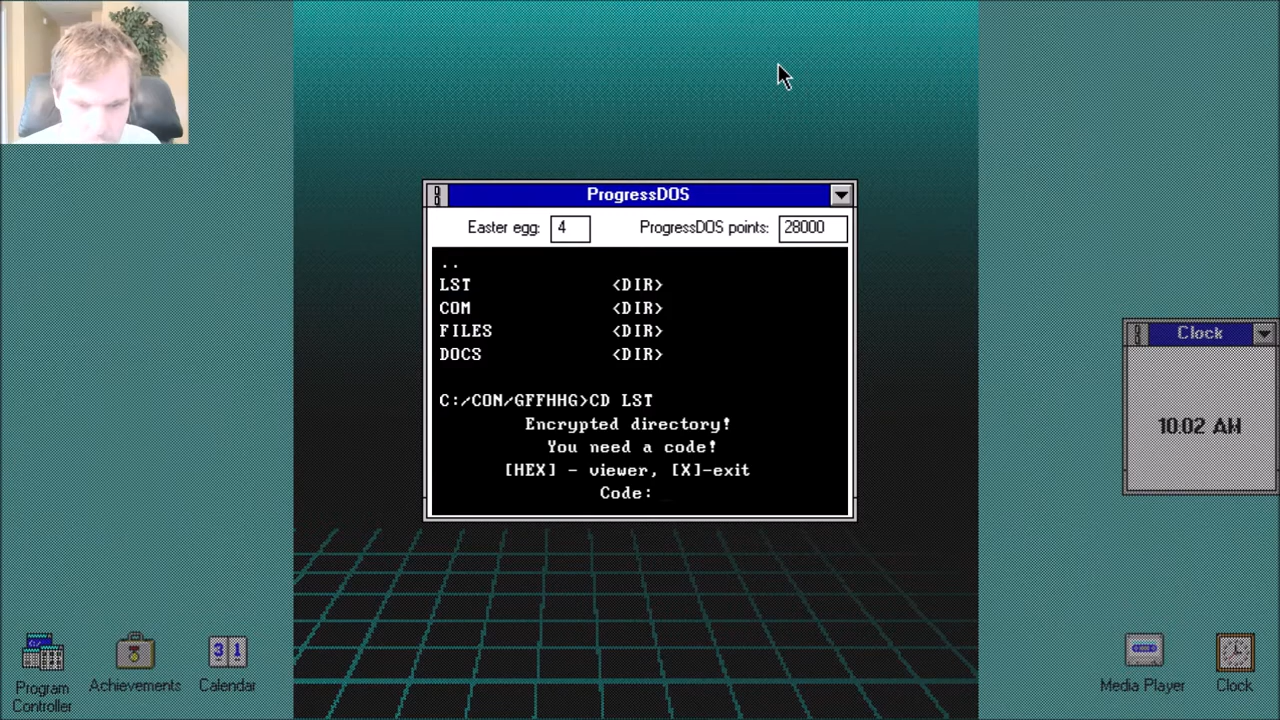 ProgressDOS
Easter egg: 4 ProgressDOS points: 28000
..
LST <DIR>
COM <DIR>
FILES <DIR>
DOCS <DIR>
C:/CON/GFFHHG>CD LST
Encrypted directory!
You need a code!
[HEX] - viewer, [X]-exit
Code: _
Clock
10.02 AM
Program
Controller
Achievements
31
Calendar
Media Player
Clock